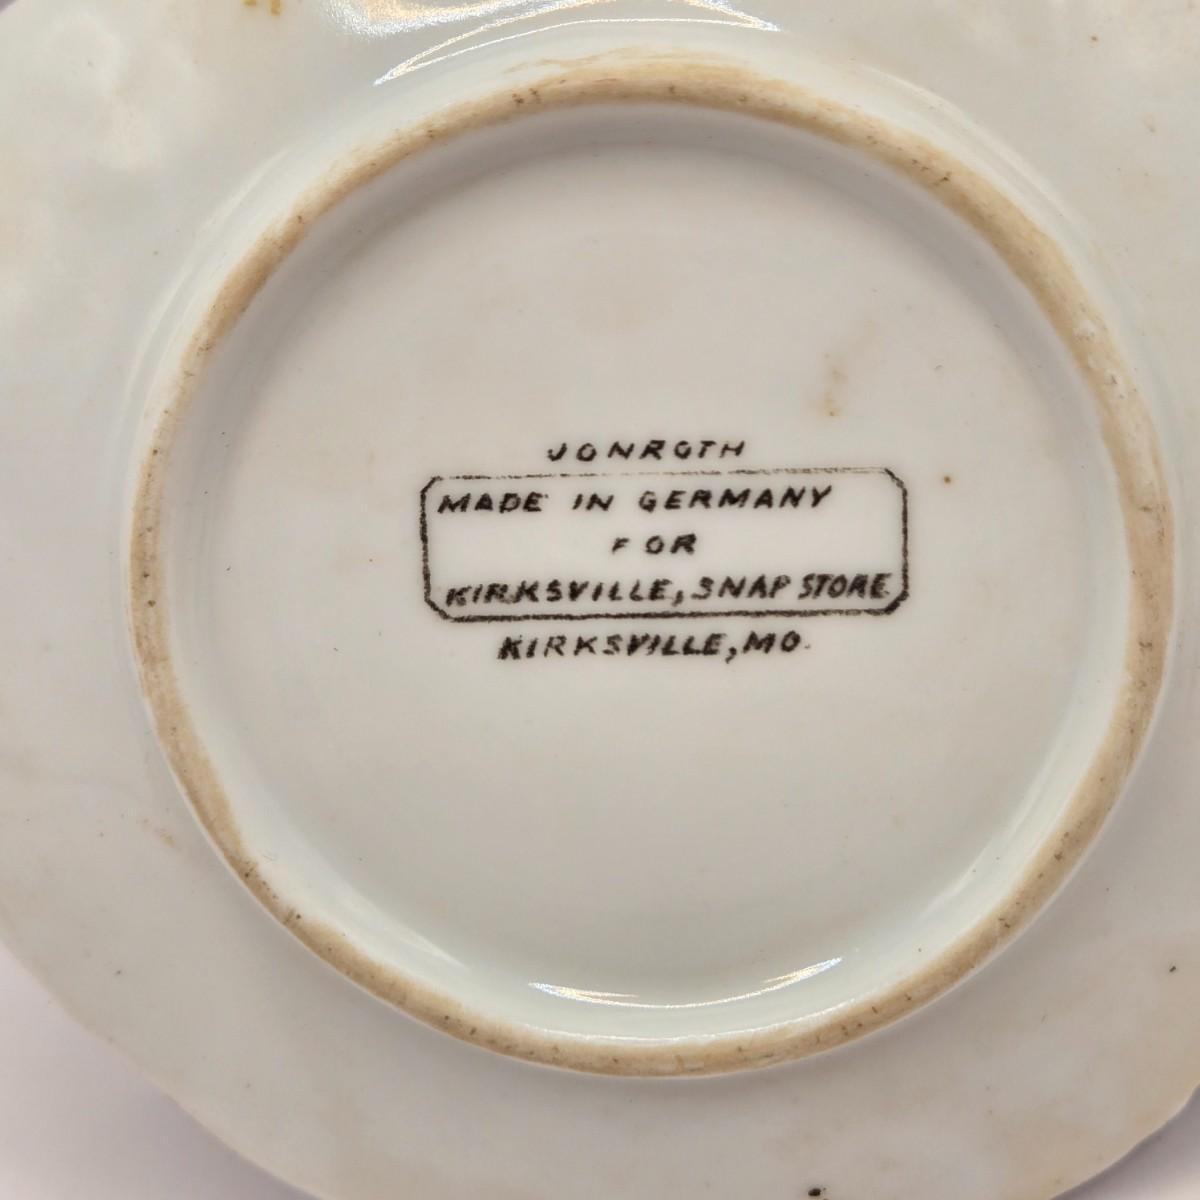 JONROTH
MADE IN GERMANY
FOR
KIRKSVILLE, SNAP STORE
KIRKSVILLE, MO.